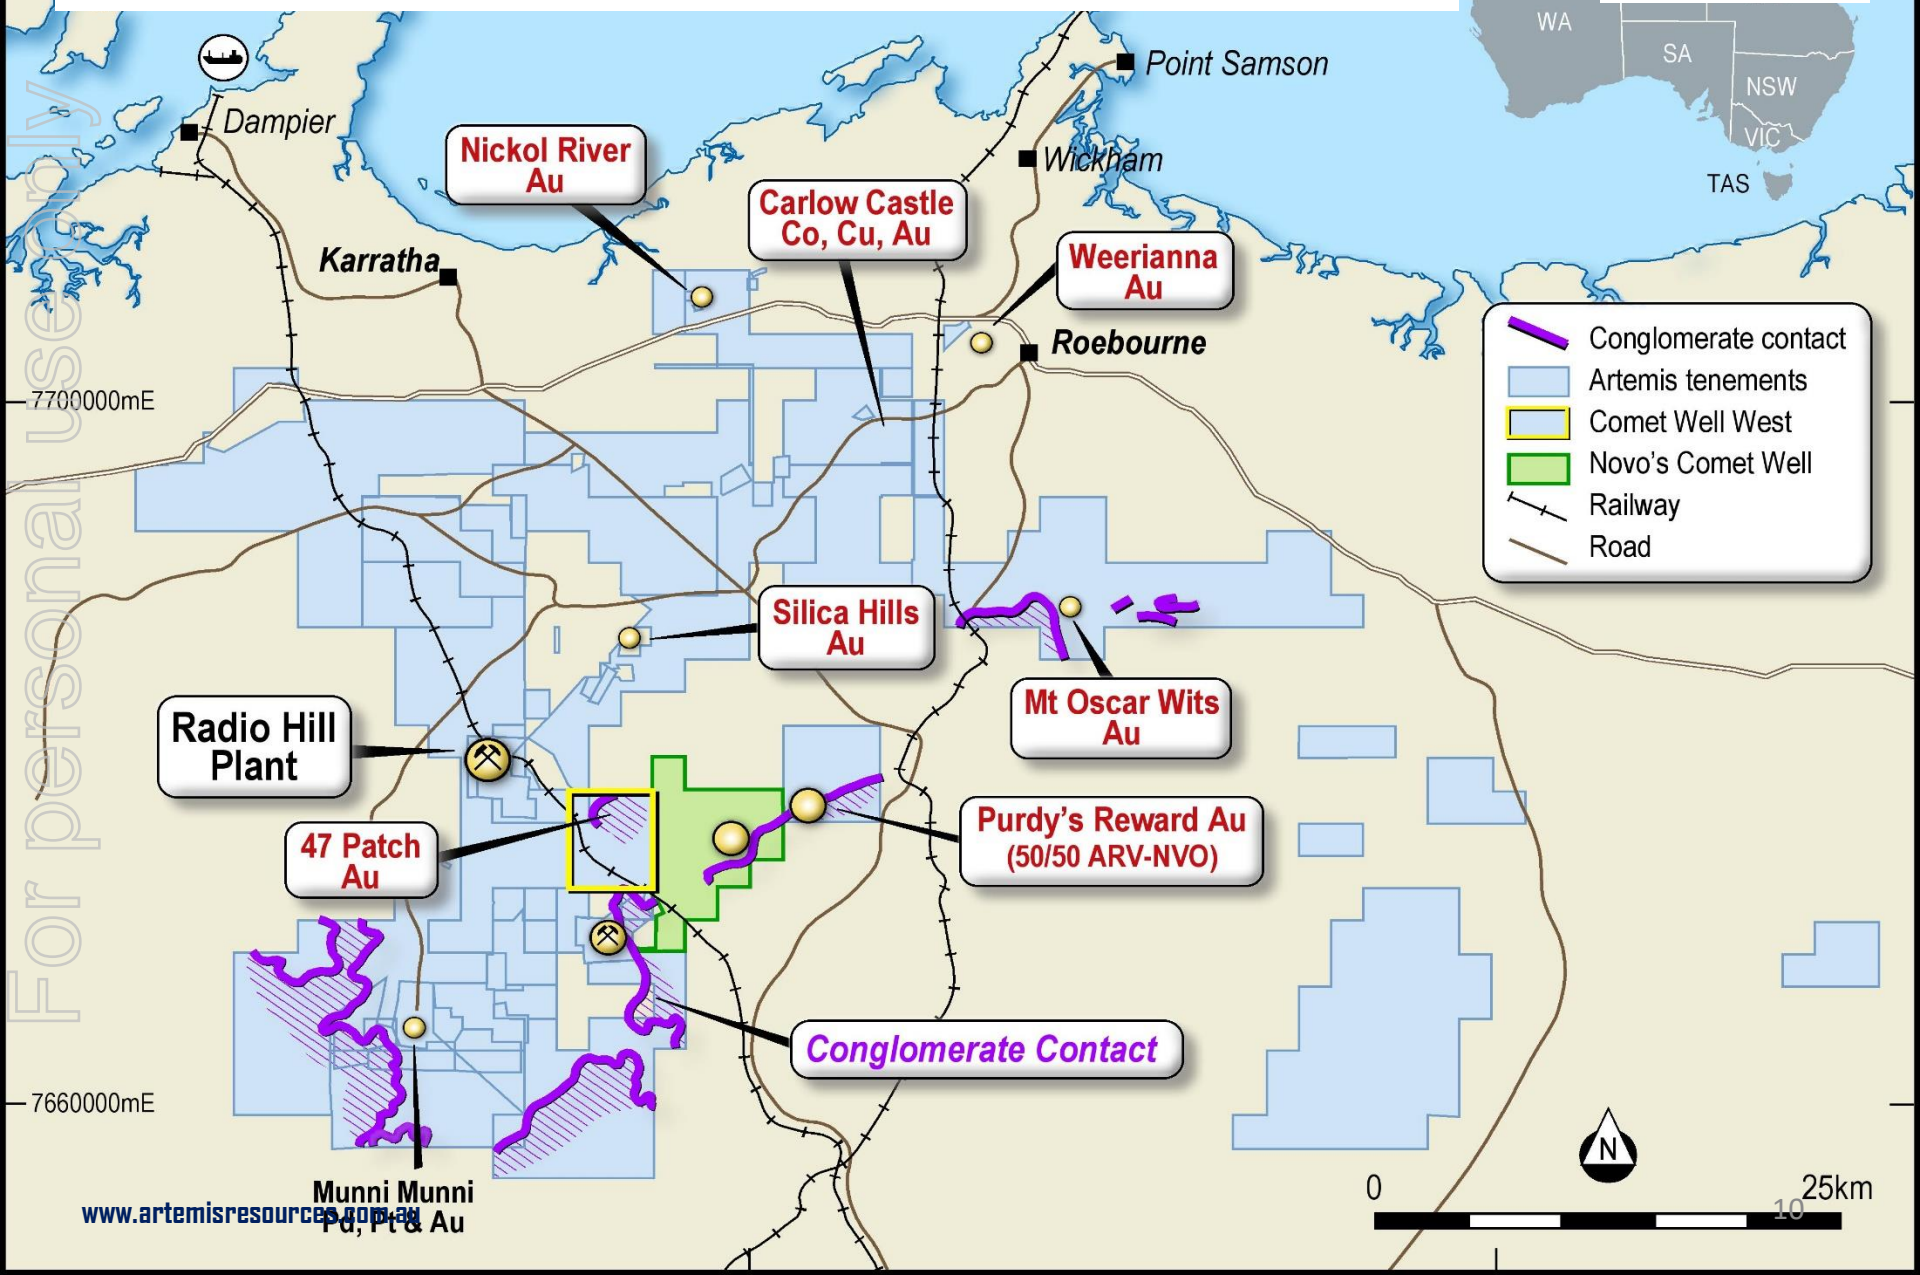 WA
SA
NSW
VIC
TAS
Point Samson
Dampier
Wickham
Nickol River
Au
Carlow Castle
Co, Cu, Au
Weerianna
Au
Karratha
Roebourne
Conglomerate contact
Artemis tenements
Comet Well West
Novo's Comet Well
Railway
Road
7700000mE
Silica Hills
Au
Mt Oscar Wits
Au
Radio Hill
Plant
47 Patch
Au
Purdy's Reward Au
(50/50 ARV-NVO)
Conglomerate Contact
7660000mE
Munni Munni
Pd, Pt & Au
N
0
25km
10
www.artemisresources.com.au
For personal use only